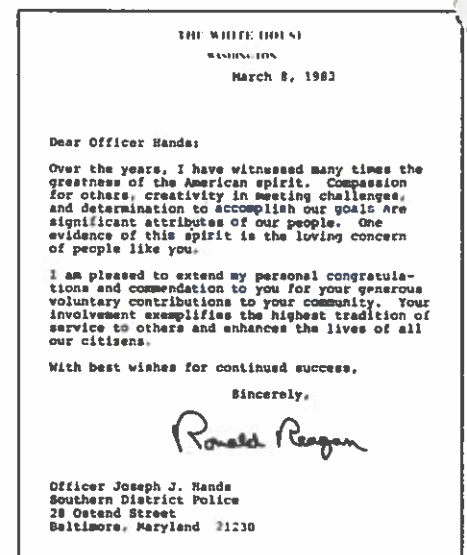 THE WHITE HOUSE
WASHINGTON
March 8, 1983
Dear Officer Hands:
Over the years, I have witnessed many times the
greatness of the American spirit. Compassion
for others, creativity in meeting challenges,
and determination to accomplish our goals are
significant attributes of our people. One
evidence of this spirit is the loving concern
of people like you.
I am pleased to extend my personal congratula-
tions and commendation to you for your generous
voluntary contributions to your community. Your
involvement exemplifies the highest tradition of
service to others and enhances the lives of all
our citizens.
With best wishes for continued success,
Sincerely,
Ronald Reagan
Officer Joseph J. Hands
Southern District Police
28 Ostend Street
Baltimore, Maryland 21230